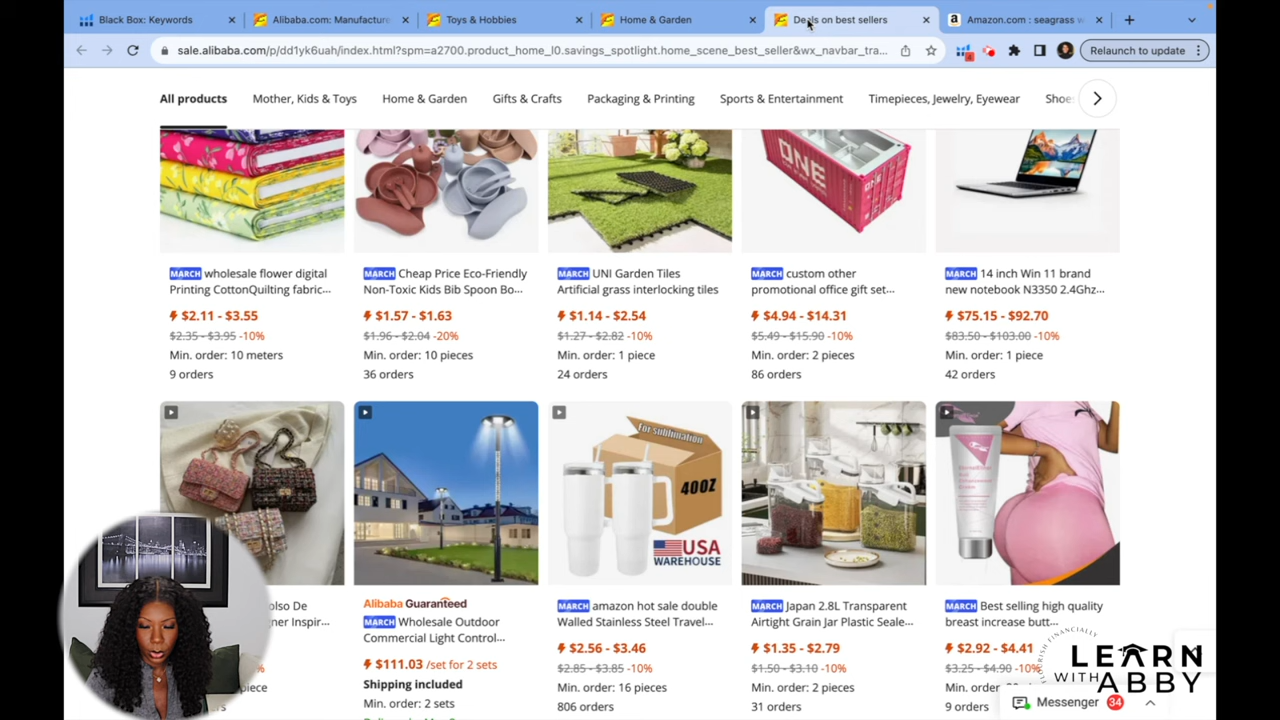 Black Box: Keywords
Alibaba.com: Manufacture
Toys & Hobbies
Home & Garden
Deals on best sellers
Amazon.com : seagrass w
sale.alibaba.com/p/dd1yk6uah/index.html?spm=a2700.product_home_l0.savings_spotlight.home_scene_best_seller&wx_navbar_tra...
Relaunch to update
All products
Mother, Kids & Toys
Home & Garden
Gifts & Crafts
Packaging & Printing
Sports & Entertainment
Timepieces, Jewelry, Eyewear
Shoe
ONE
MARCH wholesale flower digital
Printing CottonQuilting fabric...
$2.11 - $3.55
$2.35 - $3.95 -10%
Min. order: 10 meters
9 orders
MARCH Cheap Price Eco-Friendly
Non-Toxic Kids Bib Spoon Bo...
$1.57 - $1.63
$1.96 - $2.04 -20%
Min. order: 10 pieces
36 orders
MARCH UNI Garden Tiles
Artificial grass interlocking tiles
$1.14 - $2.54
$1.27 - $2.82 -10%
Min. order: 1 piece
24 orders
MARCH custom other
promotional office gift set...
$4.94 - $14.31
$5.49 - $15.90 -10%
Min. order: 2 pieces
86 orders
MARCH 14 inch Win 11 brand
new notebook N3350 2.4Ghz...
$75.15 - $92.70
$83.50 - $103.00 -10%
Min. order: 1 piece
42 orders
For sublimation
40OZ
USA
WAREHOUSE
olso De
ner Inspir...
piece
Alibaba Guaranteed
MARCH Wholesale Outdoor
Commercial Light Control...
$111.03 /set for 2 sets
Shipping included
Min. order: 2 sets
MARCH amazon hot sale double
Walled Stainless Steel Travel...
$2.56 - $3.46
$2.85 - $3.85 -10%
Min. order: 16 pieces
806 orders
MARCH Japan 2.8L Transparent
Airtight Grain Jar Plastic Seale...
$1.35 - $2.79
$1.50 - $3.10 -10%
Min. order: 2 pieces
31 orders
MARCH Best selling high quality
breast increase butt...
$2.92 - $4.41
$3.25 - $4.90 -10%
9 orders
FLOURISH FINANCIALLY
LEARN
WITH ABBY
Messenger 34